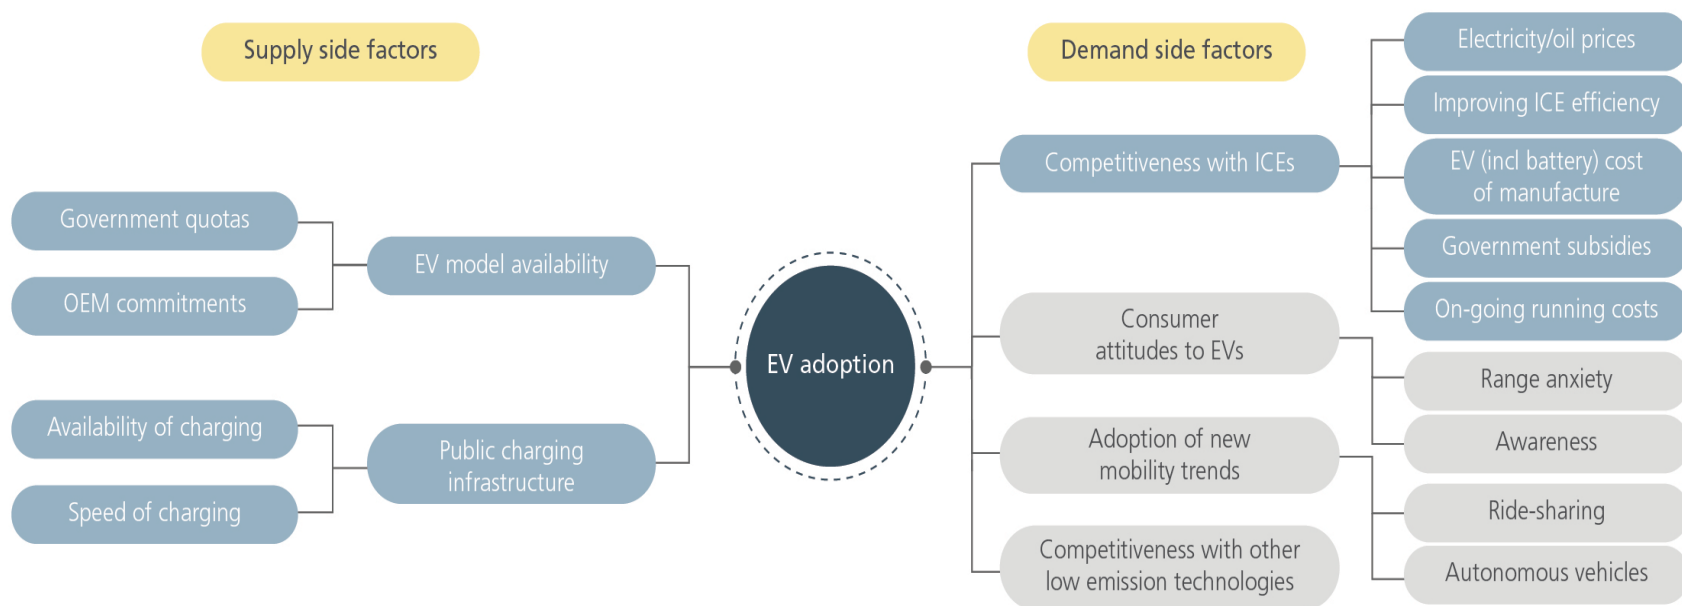 Supply side factors
Government quotas
OEM commitments
EV model availability
Availability of charging
Speed of charging
Public charging
infrastructure
EV adoption
Demand side factors
Competitiveness with ICEs
Electricity/oil prices
Improving ICE efficiency
EV (incl battery) cost
of manufacture
Government subsidies
On-going running costs
Consumer
attitudes to EVs
Range anxiety
Awareness
Adoption of new
mobility trends
Ride-sharing
Autonomous vehicles
Competitiveness with other
low emission technologies